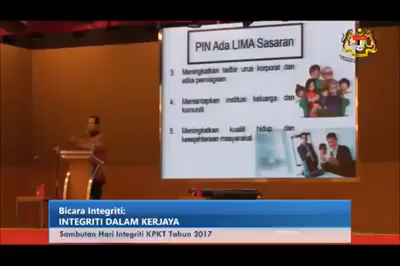 PIN Ada LIMA Sasaran
3. Meningkatkan tadbir urus korporat dan
etika perniagaan
4. Memantapkan institusi keluarga dan
komuniti
5. Meningkatkan kualiti hidup dan
kesejahteraan masyarakat.
Bicara Integriti:
INTEGRITI DALAM KERJAYA
Sambutan Hari Integriti KPKT Tahun 2017